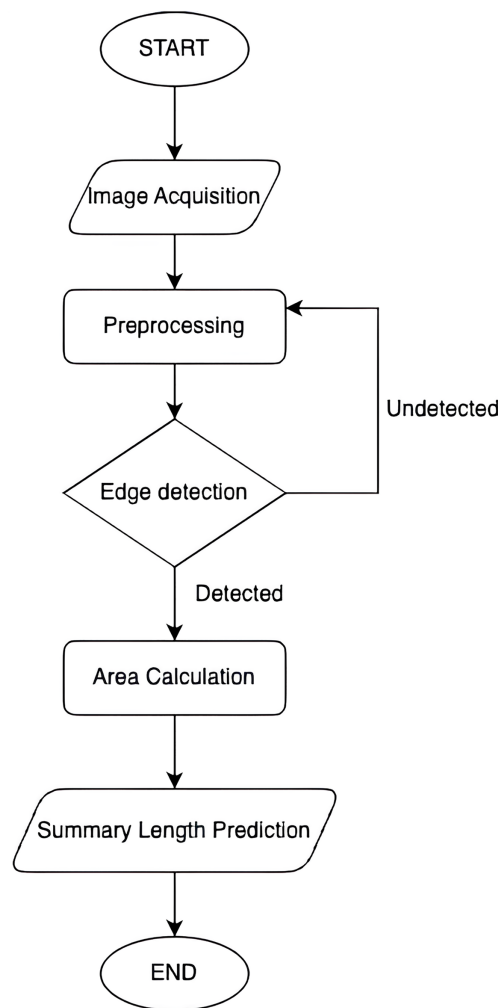 START
Image Acquisition
Preprocessing
Undetected
Edge detection
Detected
Area Calculation
Summary Length Prediction
END